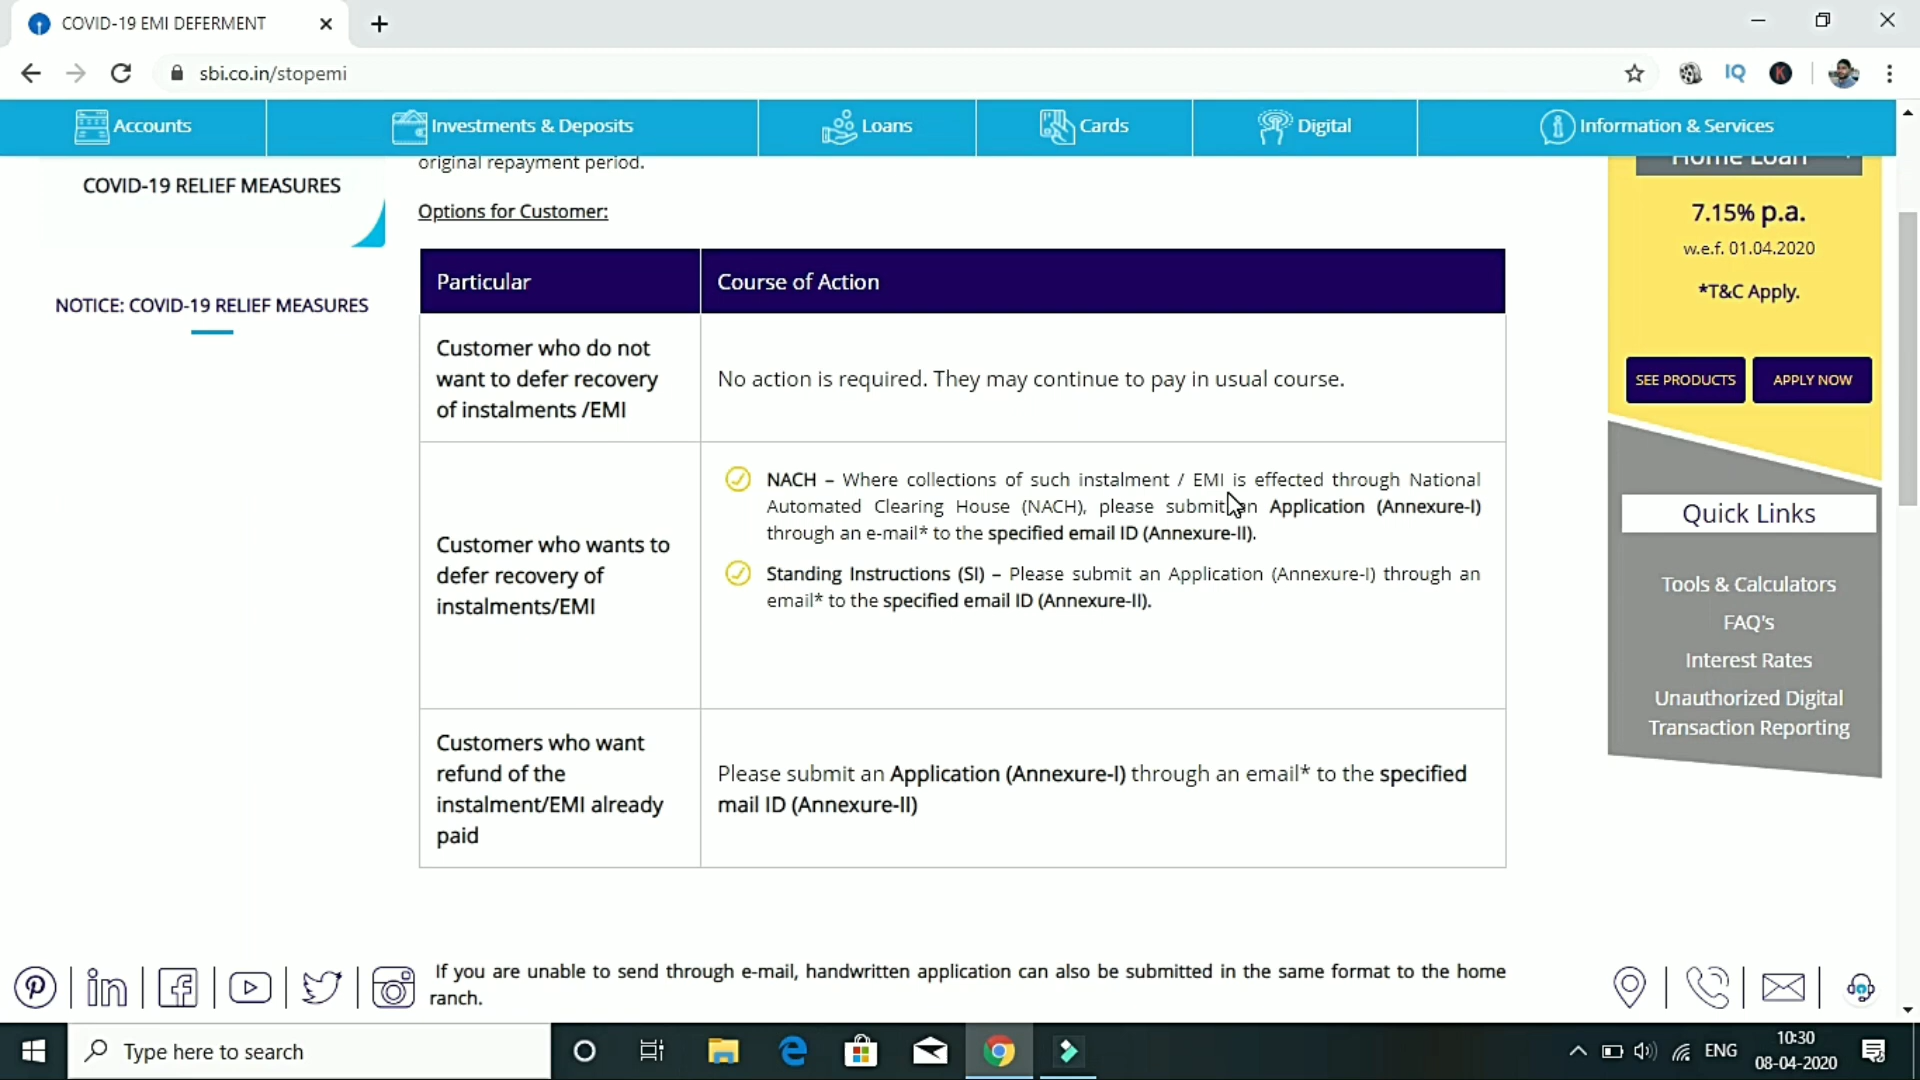 COVID-19 EMI DEFERMENT
sbi.co.in/stopemi
IQ
K
Accounts
Investments & Deposits
Loans
Cards
Digital
Information & Services
COVID-19 RELIEF MEASURES
NOTICE: COVID-19 RELIEF MEASURES
original repayment period.
Options for Customer:
Particular
Course of Action
Customer who do not
want to defer recovery
of instalments /EMI
No action is required. They may continue to pay in usual course.
Customer who wants to
defer recovery of
instalments/EMI
NACH – Where collections of such instalment / EMI is effected through National
Automated Clearing House (NACH), please submit an Application (Annexure-I)
through an e-mail* to the specified email ID (Annexure-II).
Standing Instructions (SI) – Please submit an Application (Annexure-I) through an
email* to the specified email ID (Annexure-II).
Customers who want
refund of the
instalment/EMI already
paid
Please submit an Application (Annexure-I) through an email* to the specified
mail ID (Annexure-II)
If you are unable to send through e-mail, handwritten application can also be submitted in the same format to the home
ranch.
Home Loan
7.15% p.a.
w.e.f. 01.04.2020
*T&C Apply.
SEE PRODUCTS
APPLY NOW
Quick Links
Tools & Calculators
FAQ's
Interest Rates
Unauthorized Digital
Transaction Reporting
Type here to search
ENG
10:30
08-04-2020